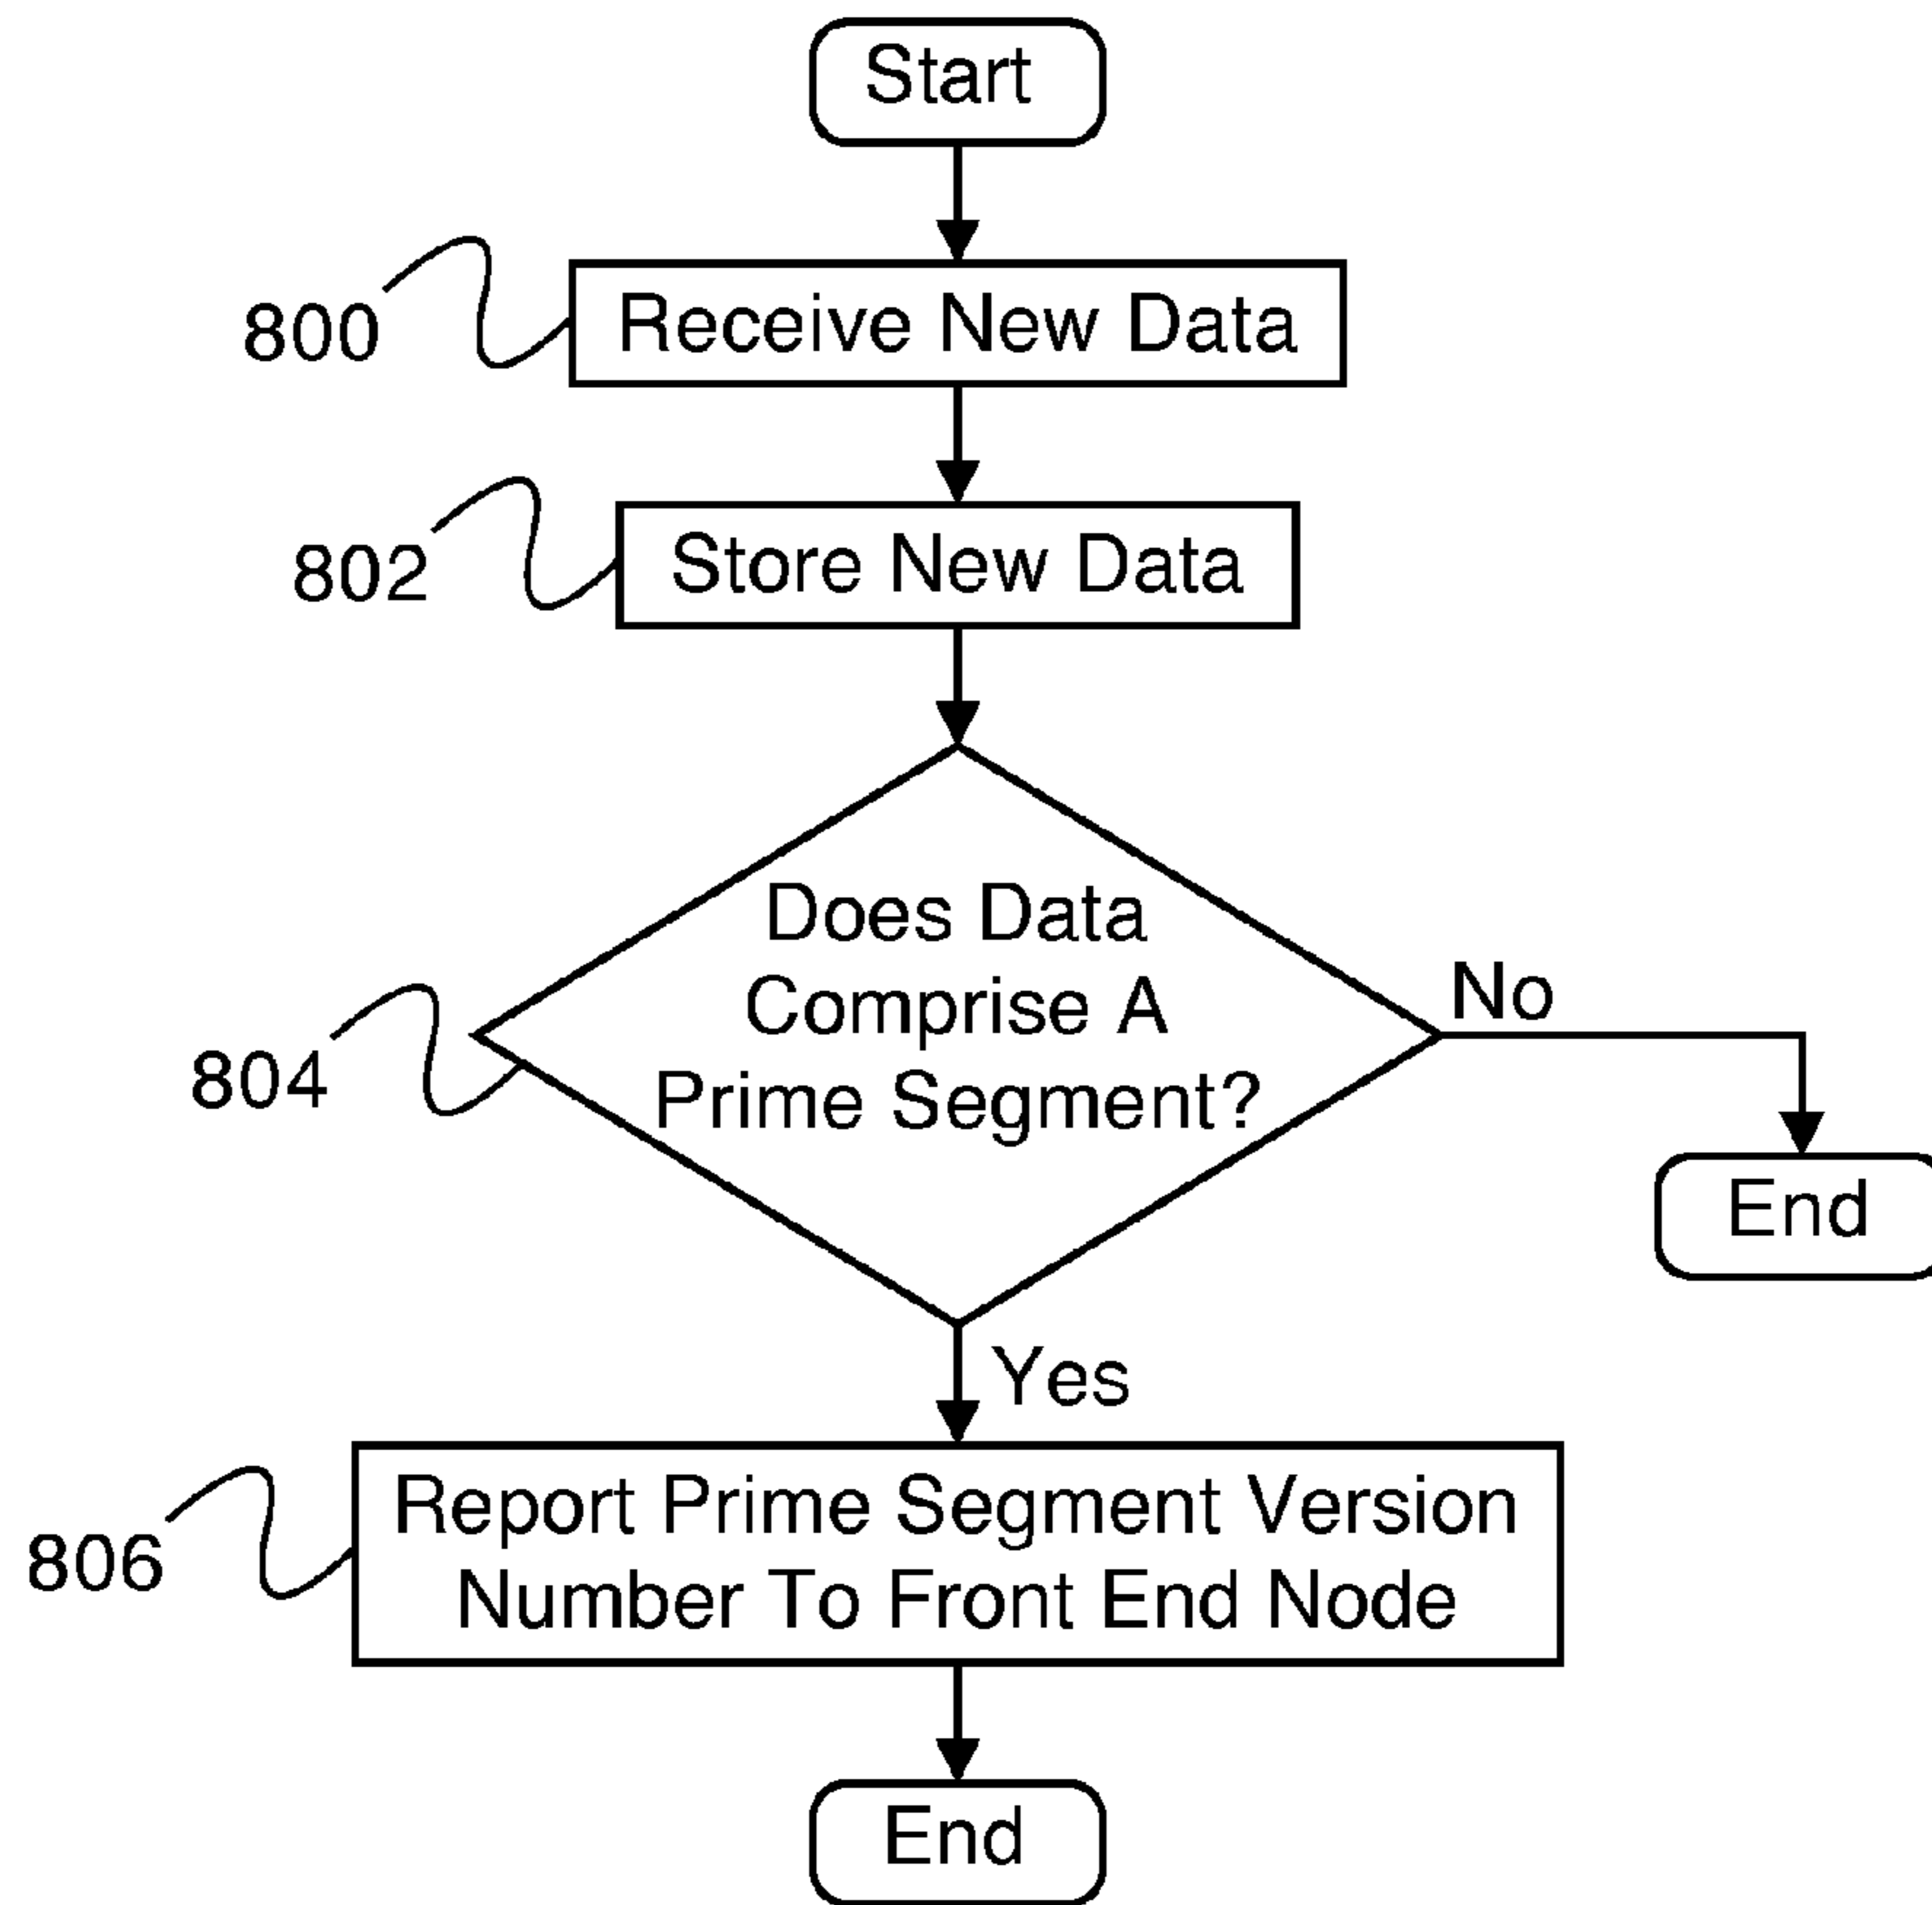 Start
800
Receive New Data
802
Store New Data
Does Data
Comprise A
Prime Segment?
804
No
End
Yes
806
Report Prime Segment Version
Number To Front End Node
End